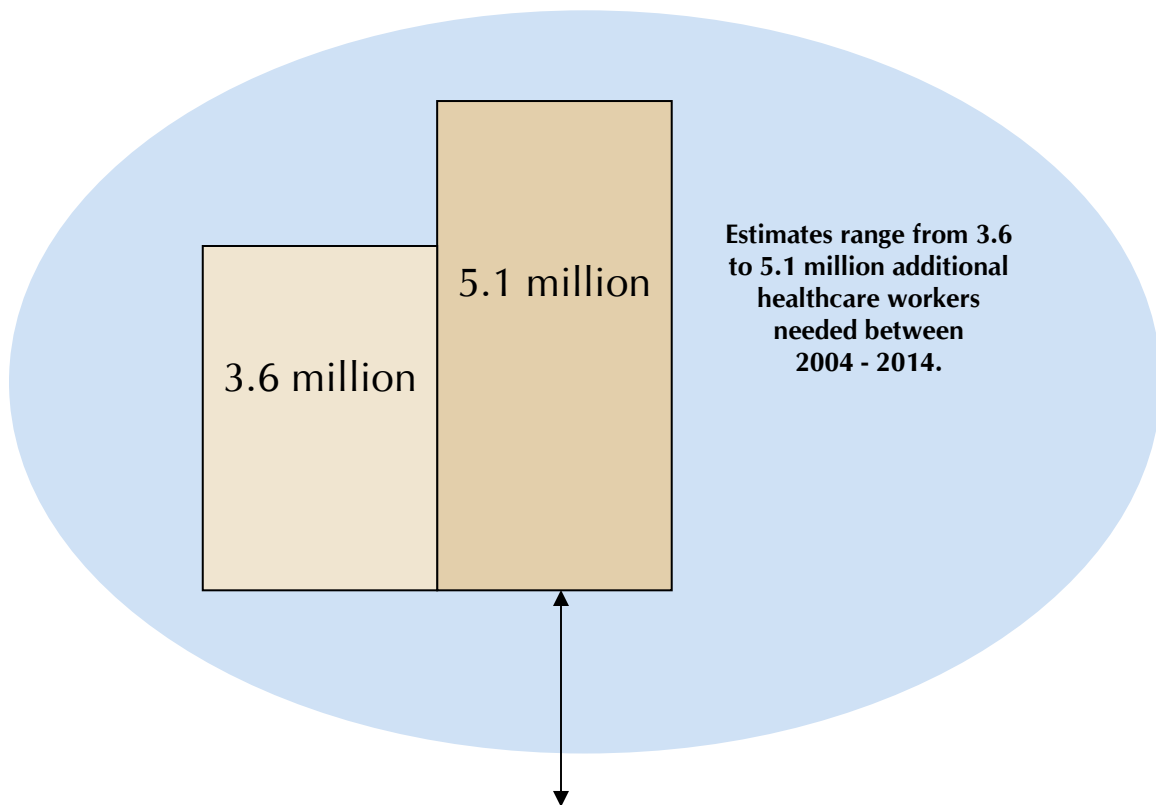 3.6 million
5.1 million
Estimates range from 3.6
to 5.1 million additional
healthcare workers
needed between
2004 - 2014.